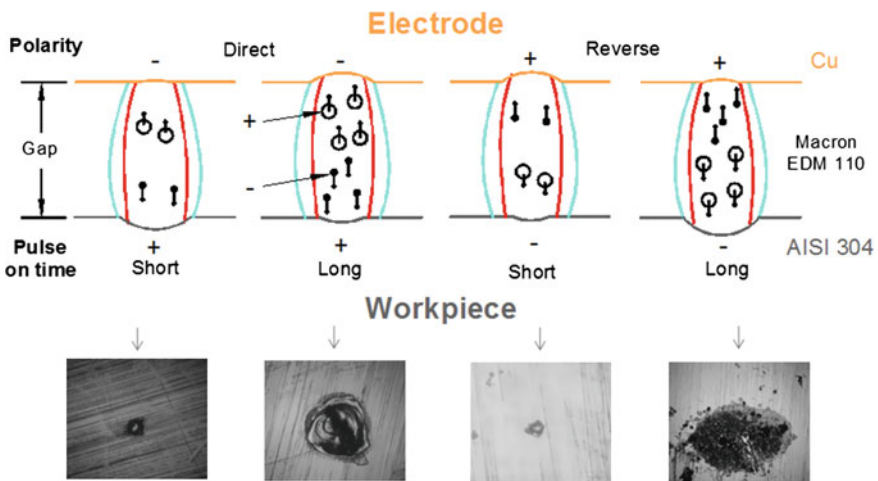 Electrode
Polarity - Direct - + Reverse + Cu
+
Gap
-
Macron
EDM 110
Pulse
on time
+ + - - AISI 304
Short Long Short Long
Workpiece